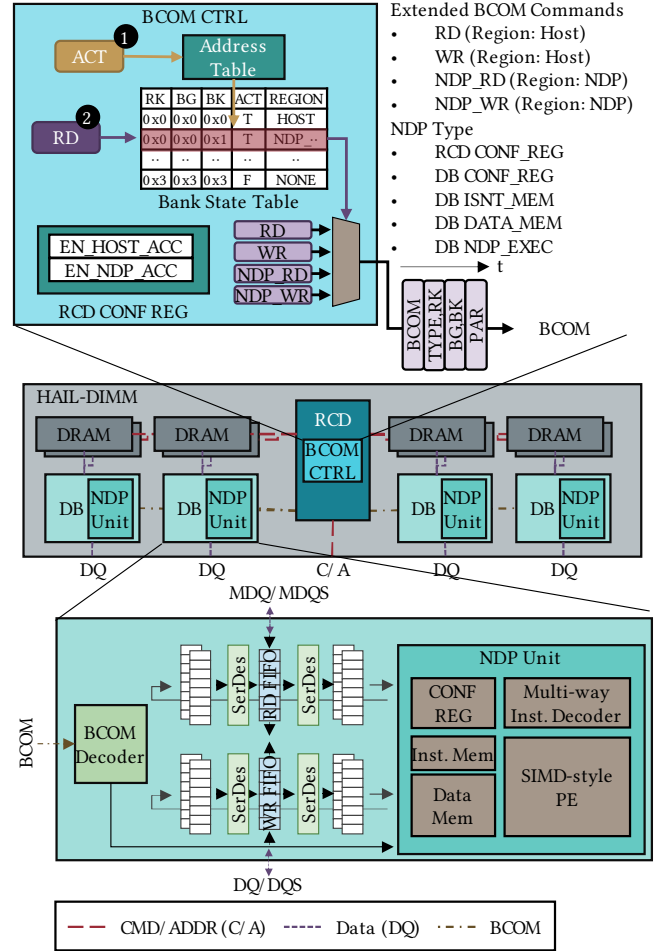 BCOM CTRL
1
ACT
Address
Table
RK BG BK ACT REGION
0x0 0x0 0x0 T HOST
2
RD
0x0 0x0 0x1 T NDP_··
·· ·· ·· ·· ··
0x3 0x3 0x3 F NONE
Bank State Table
EN_HOST_ACC
EN_NDP_ACC
RCD CONF REG
RD
WR
NDP_RD
NDP_WR
Extended BCOM Commands
• RD (Region: Host)
• WR (Region: Host)
• NDP_RD (Region: NDP)
• NDP_WR (Region: NDP)
NDP Type
• RCD CONF_REG
• DB CONF_REG
• DB ISNT_MEM
• DB DATA_MEM
• DB NDP_EXEC
t
BCOM
TYPE,RK
BG,BK
PAR
BCOM
HAIL-DIMM
RCD
BCOM
CTRL
DRAM
DRAM
DRAM
DRAM
DB
NDP
Unit
DB
NDP
Unit
DB
NDP
Unit
DB
NDP
Unit
DQ
DQ
C/A
DQ
DQ
MDQ/MDQS
BCOM
BCOM
Decoder
SerDes
RD FIFO
SerDes
SerDes
WR FIFO
SerDes
NDP Unit
CONF
REG
Multi-way
Inst. Decoder
Inst. Mem
Data
Mem
SIMD-style
PE
DQ/DQS
CMD/ADDR (C/A)
Data (DQ)
BCOM